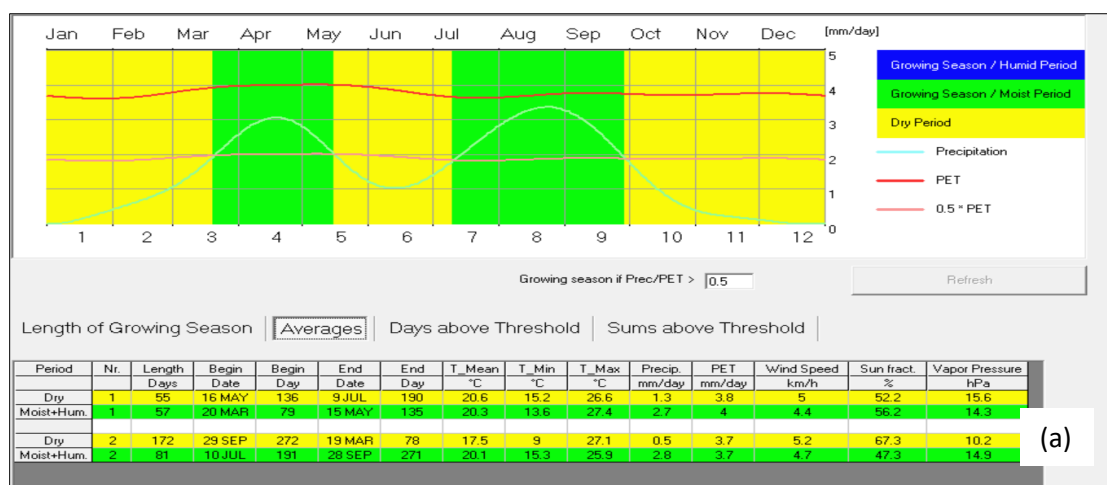 Jan Feb Mar Apr May Jun Jul Aug Sep Oct Nov Dec [mm/day]
5
Growing Season / Humid Period
4
Growing Season / Moist Period
3
Dry Period
Precipitation
2
PET
1
0.5 * PET
0
1 2 3 4 5 6 7 8 9 10 11 12
Growing season if Prec/PET > 0.5 Refresh
Length of Growing Season Averages Days above Threshold Sums above Threshold
Period Nr. Length Begin Begin End End T_Mean T_Min T_Max Precip. PET Wind Speed Sun fract. Vapor Pressure
Days Date Day Date Day °C °C °C mm/day mm/day km/h % hPa
Dry 1 55 16 MAY 136 9 JUL 190 20.6 15.2 26.6 1.3 3.8 5 52.2 15.6
Moist+Hum. 1 57 20 MAR 79 15 MAY 135 20.3 13.6 27.4 2.7 4 4.4 56.2 14.3
Dry 2 172 29 SEP 272 19 MAR 78 17.5 9 27.1 0.5 3.7 5.2 67.3 10.2
Moist+Hum. 2 81 10 JUL 191 28 SEP 271 20.1 15.3 25.9 2.8 3.7 4.7 47.3 14.9
(a)